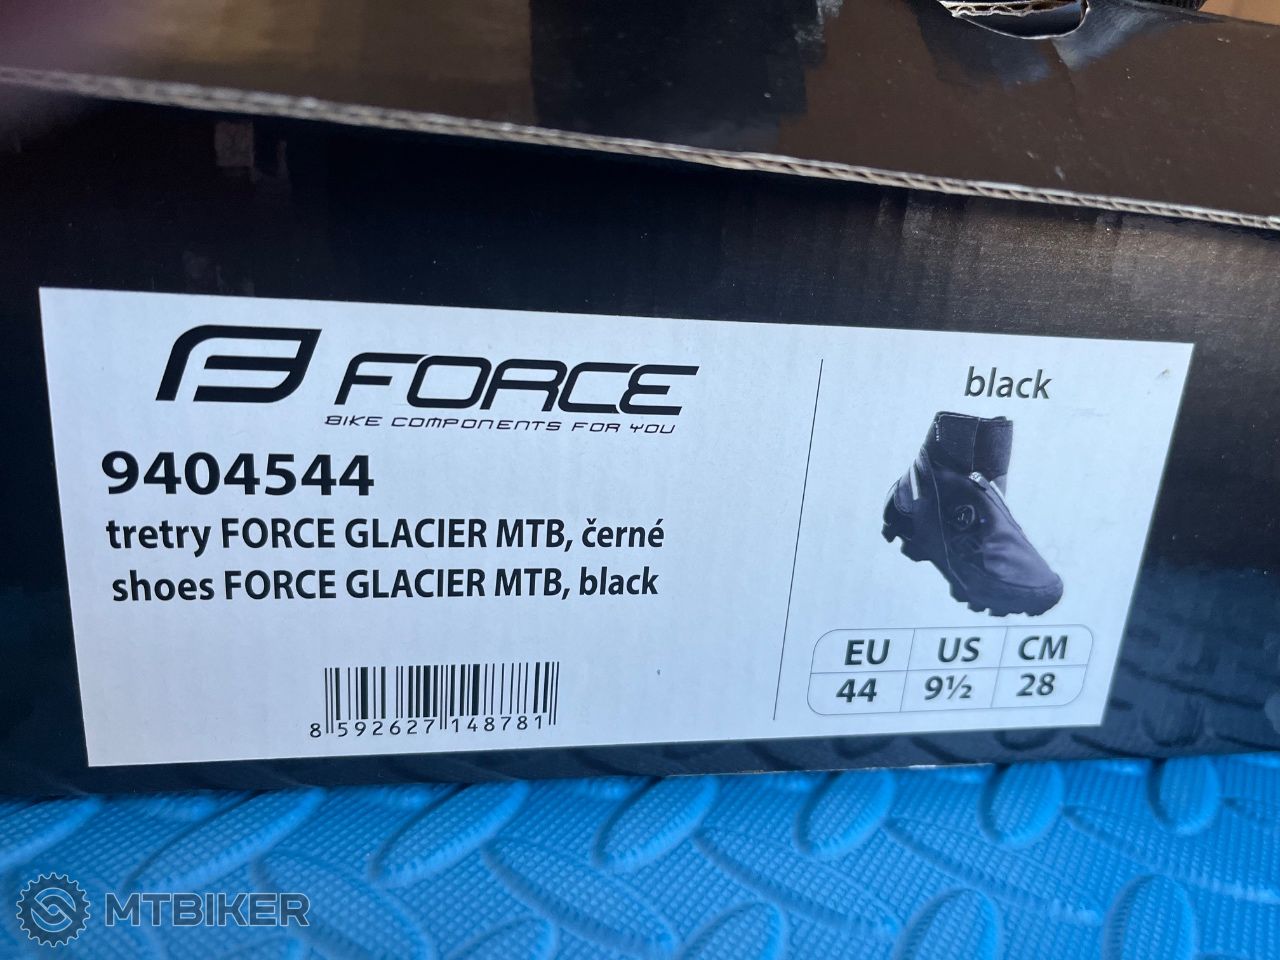 FORCE
BIKE COMPONENTS FOR YOU
9404544
tretry FORCE GLACIER MTB, černé
shoes FORCE GLACIER MTB, black
8 592627 148781
black
EU US CM
44 9½ 28
MTBIKER